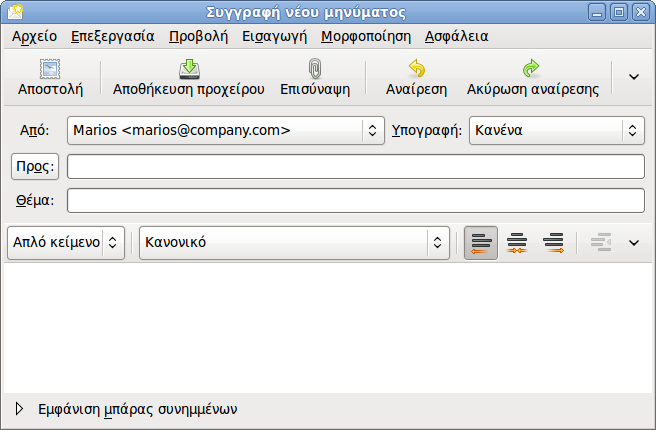 Συγγραφή νέου μηνύματος
Αρχείο Επεξεργασία Προβολή Εισαγωγή Μορφοποίηση Ασφάλεια
Αποστολή Αποθήκευση προχείρου Επισύναψη Αναίρεση Ακύρωση αναίρεσης
Από: Marios <marios@company.com> Υπογραφή: Κανένα
Προς:
Θέμα:
Απλό κείμενο Κανονικό
Εμφάνιση μπάρας συνημμένων